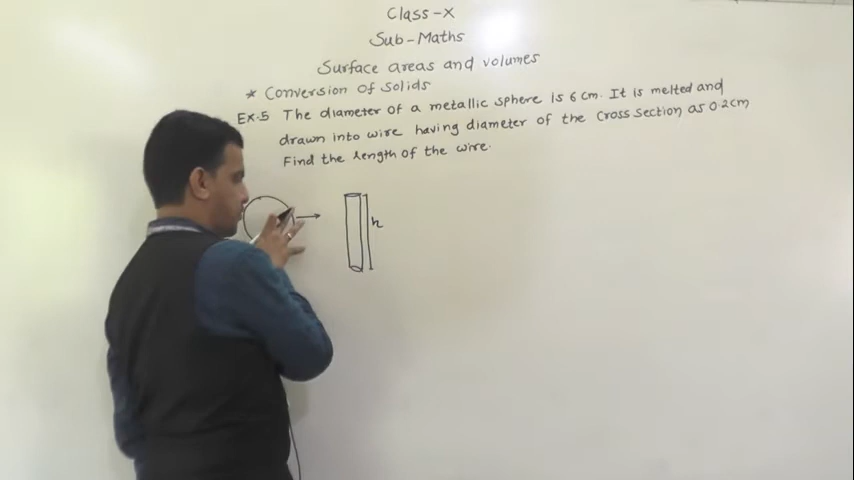 Class-X
Sub-Maths
Surface areas and volumes
* Conversion of Solids
Ex.5 The diameter of a metallic sphere is 6 cm. It is melted and
drawn into wire having diameter of the cross section as 0.2cm
Find the length of the wire.
h